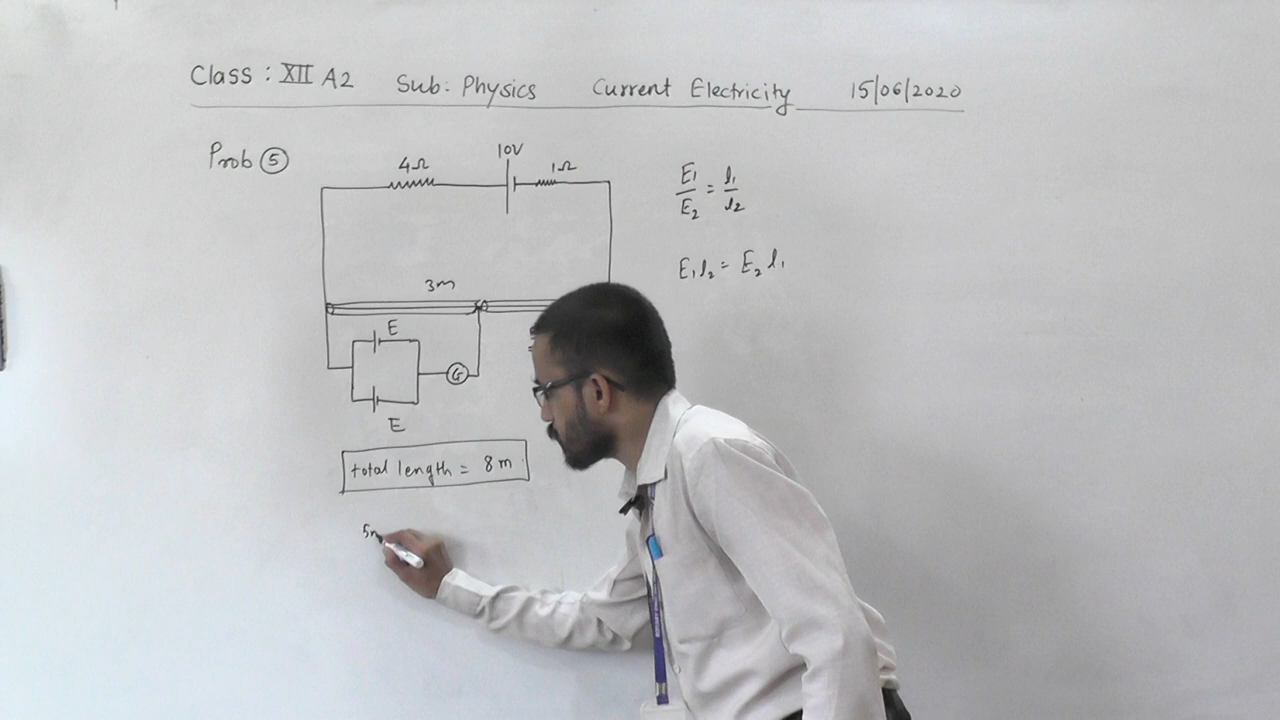 Class : XII A2 Sub: Physics Current Electricity 15/06/2020
Prob 5
4Ω 10V 1Ω
E1/E2 = l1/l2
E1l2 = E2l1
3m
E
G
E
total length = 8m
5m